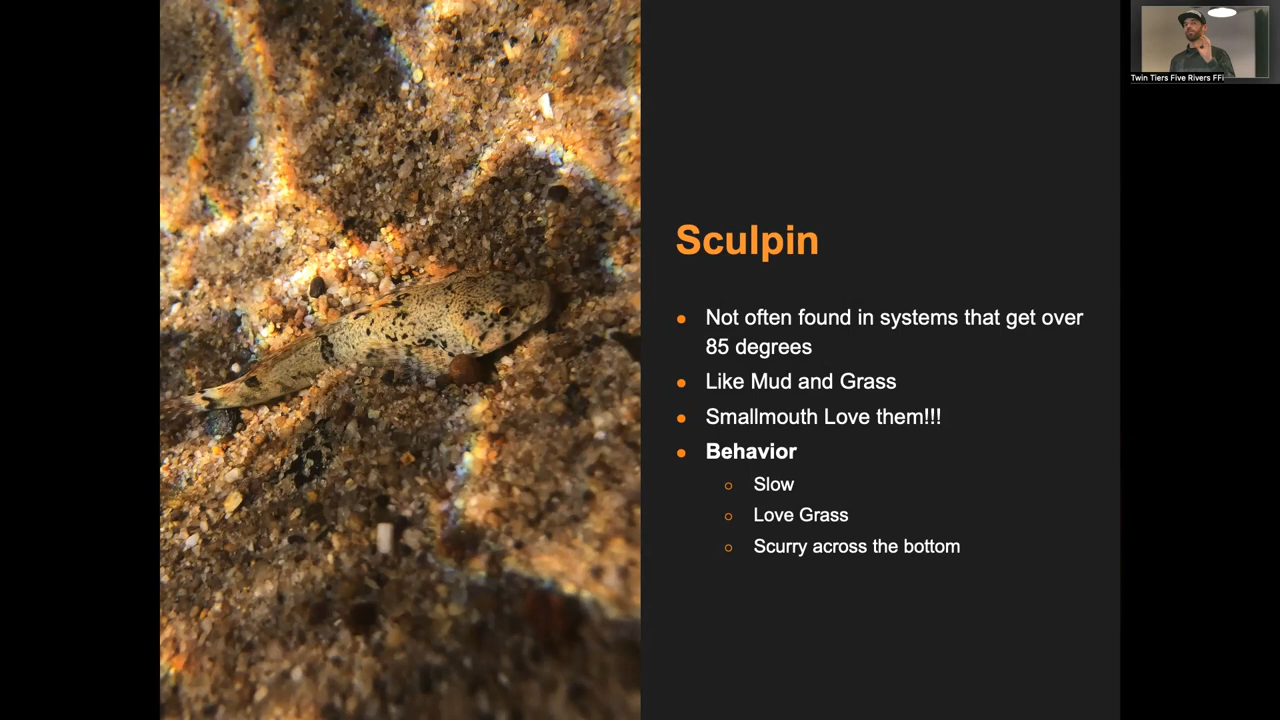 Twin Tiers Five Rivers FFi
Sculpin
Not often found in systems that get over
85 degrees
Like Mud and Grass
Smallmouth Love them!!!
Behavior
Slow
Love Grass
Scurry across the bottom